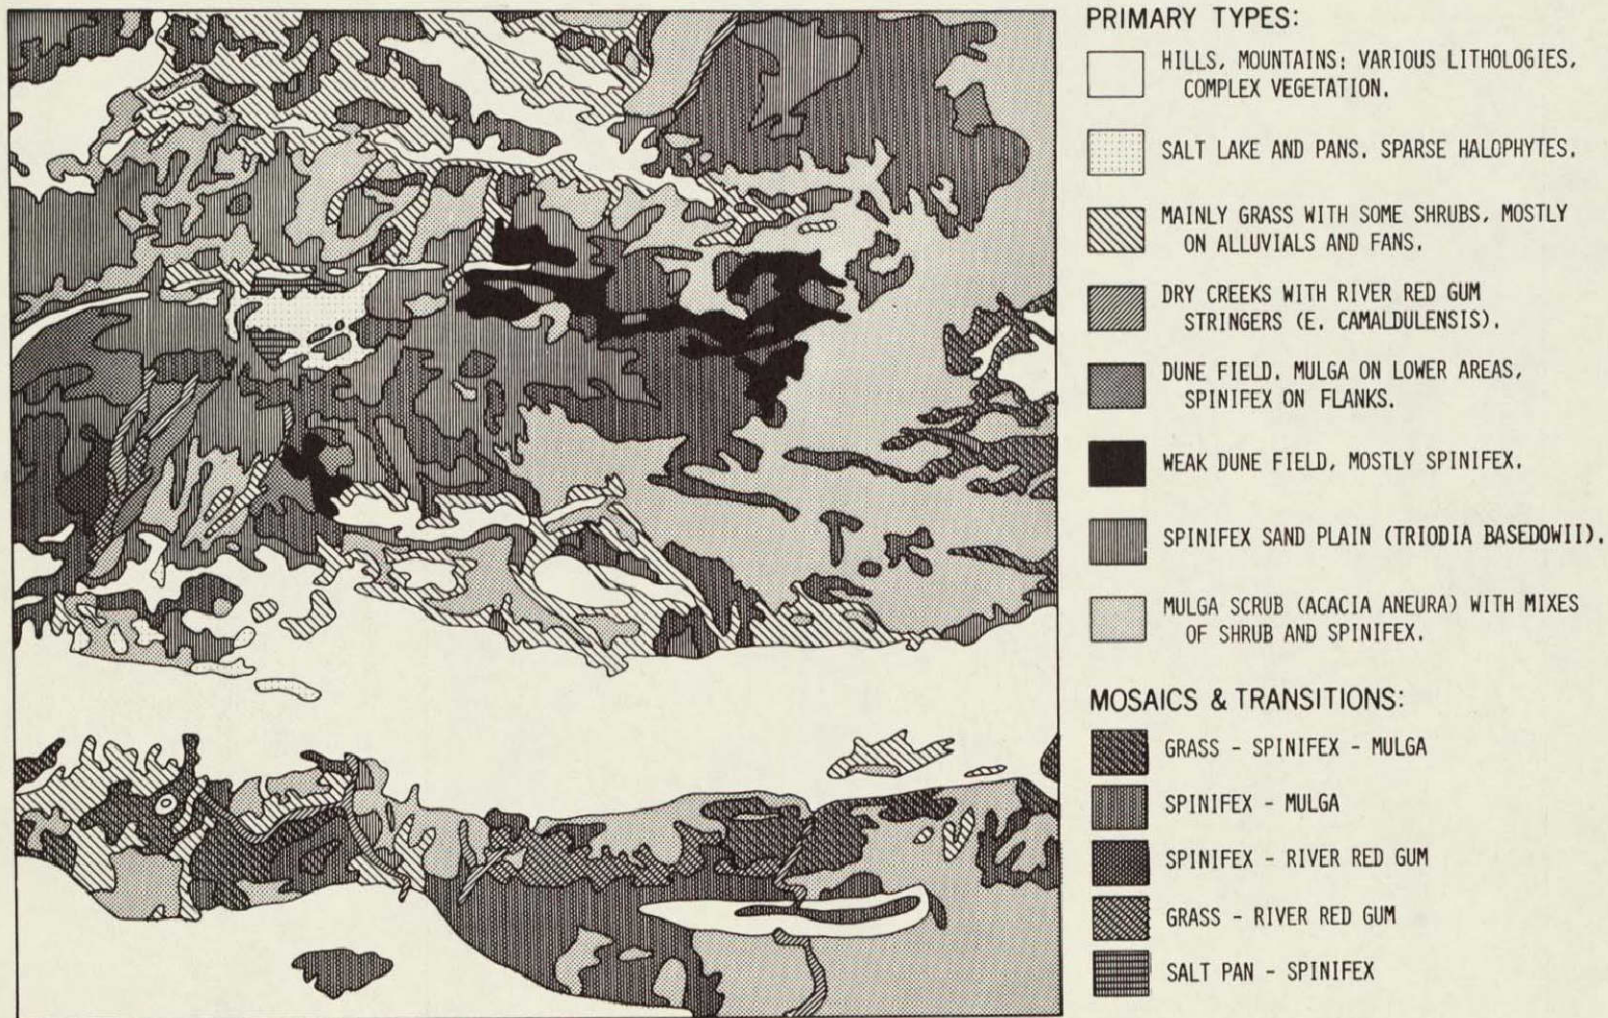 PRIMARY TYPES:
HILLS, MOUNTAINS; VARIOUS LITHOLOGIES,
COMPLEX VEGETATION.
SALT LAKE AND PANS. SPARSE HALOPHYTES.
MAINLY GRASS WITH SOME SHRUBS, MOSTLY
ON ALLUVIALS AND FANS.
DRY CREEKS WITH RIVER RED GUM
STRINGERS (E. CAMALDULENSIS).
DUNE FIELD. MULGA ON LOWER AREAS,
SPINIFEX ON FLANKS.
WEAK DUNE FIELD, MOSTLY SPINIFEX.
SPINIFEX SAND PLAIN (TRIODIA BASEDOWII).
MULGA SCRUB (ACACIA ANEURA) WITH MIXES
OF SHRUB AND SPINIFEX.
MOSAICS & TRANSITIONS:
GRASS - SPINIFEX - MULGA
SPINIFEX - MULGA
SPINIFEX - RIVER RED GUM
GRASS - RIVER RED GUM
SALT PAN - SPINIFEX